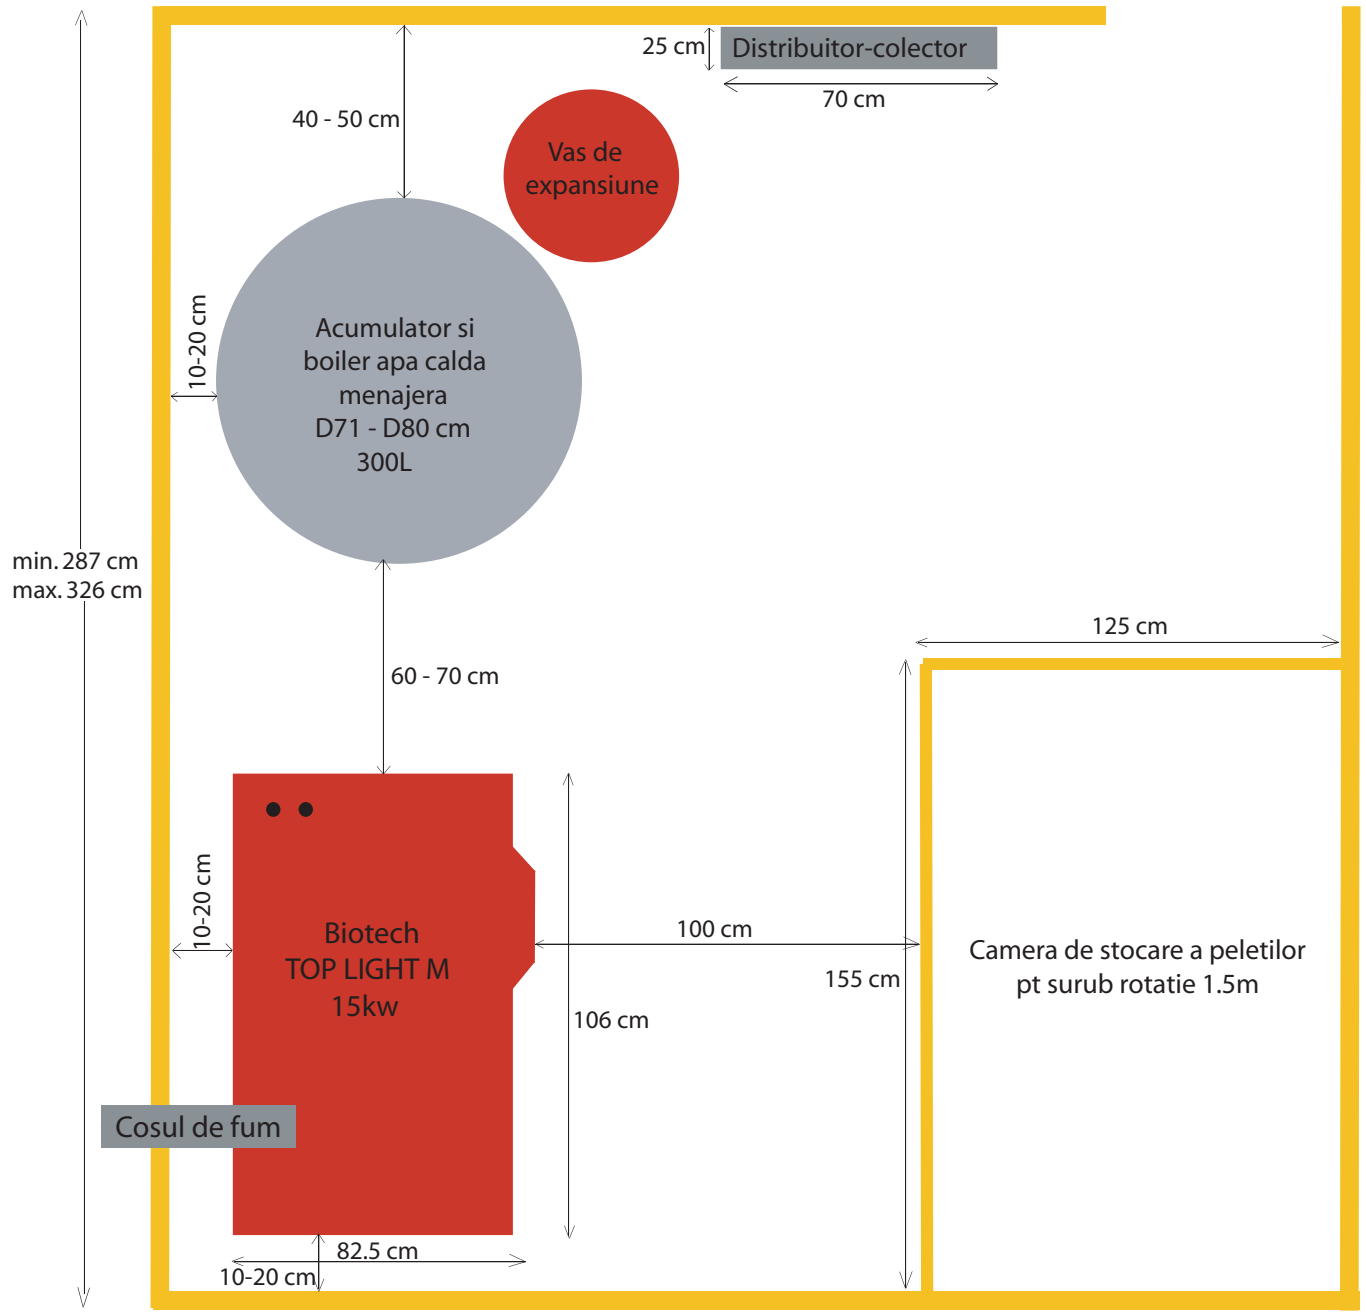 25 cm
Distribuitor-colector
70 cm
40 - 50 cm
Vas de
expansiune
10-20 cm
Acumulator si
boiler apa calda
menajera
D71 - D80 cm
300L
min. 287 cm
max. 326 cm
125 cm
60 - 70 cm
10-20 cm
Biotech
TOP LIGHT M
15kw
100 cm
155 cm
Camera de stocare a peletilor
pt surub rotatie 1.5m
106 cm
Cosul de fum
82.5 cm
10-20 cm